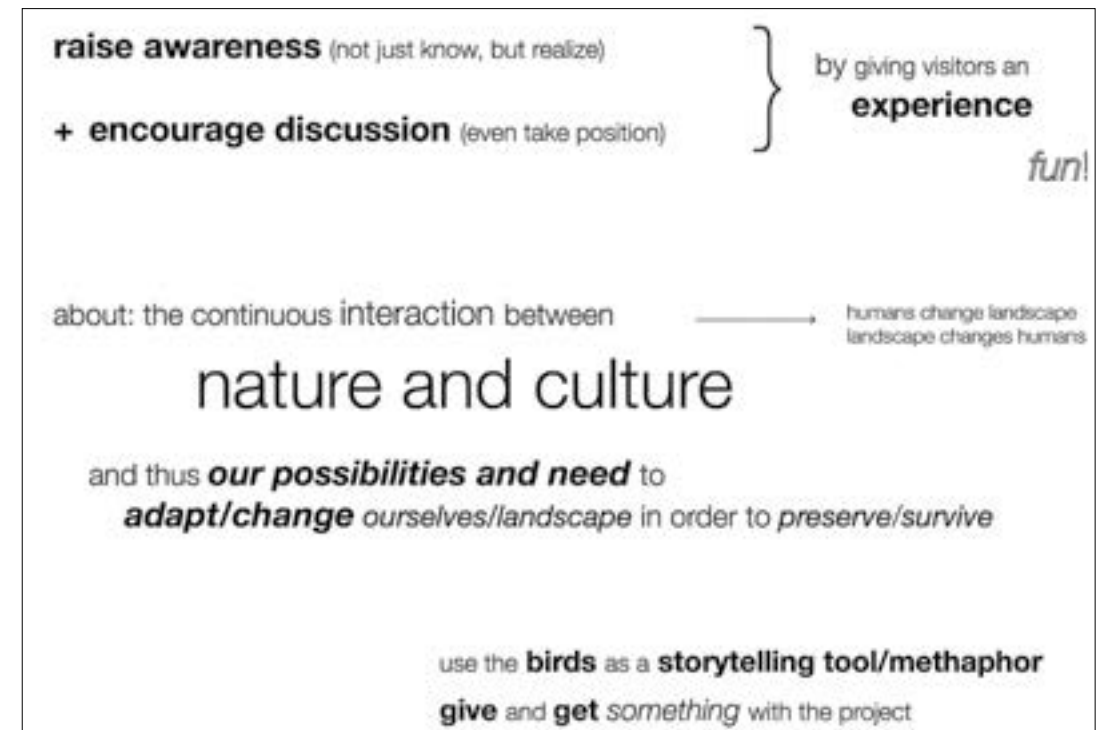 raise awareness (not just know, but realize)
+ encourage discussion (even take position)
by giving visitors an
experience
fun!
about: the continuous interaction between
humans change landscape
landscape changes humans
nature and culture
and thus our possibilities and need to
adapt/change ourselves/landscape in order to preserve/survive
use the birds as a storytelling tool/methaphor
give and get something with the project